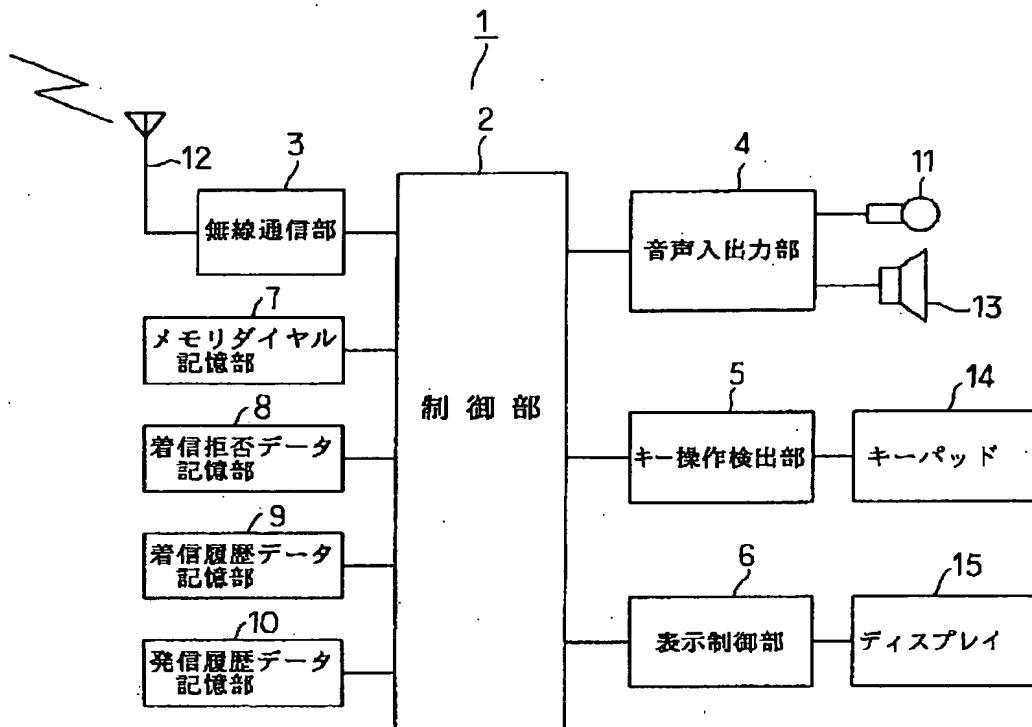 1
2
12
3
無線通信部
4
11
音声入出力部
13
7
メモリダイヤル
記憶部
制御部
8
着信拒否データ
記憶部
5
キー操作検出部
14
キーパッド
9
着信履歴データ
記憶部
6
表示制御部
15
ディスプレイ
10
発信履歴データ
記憶部